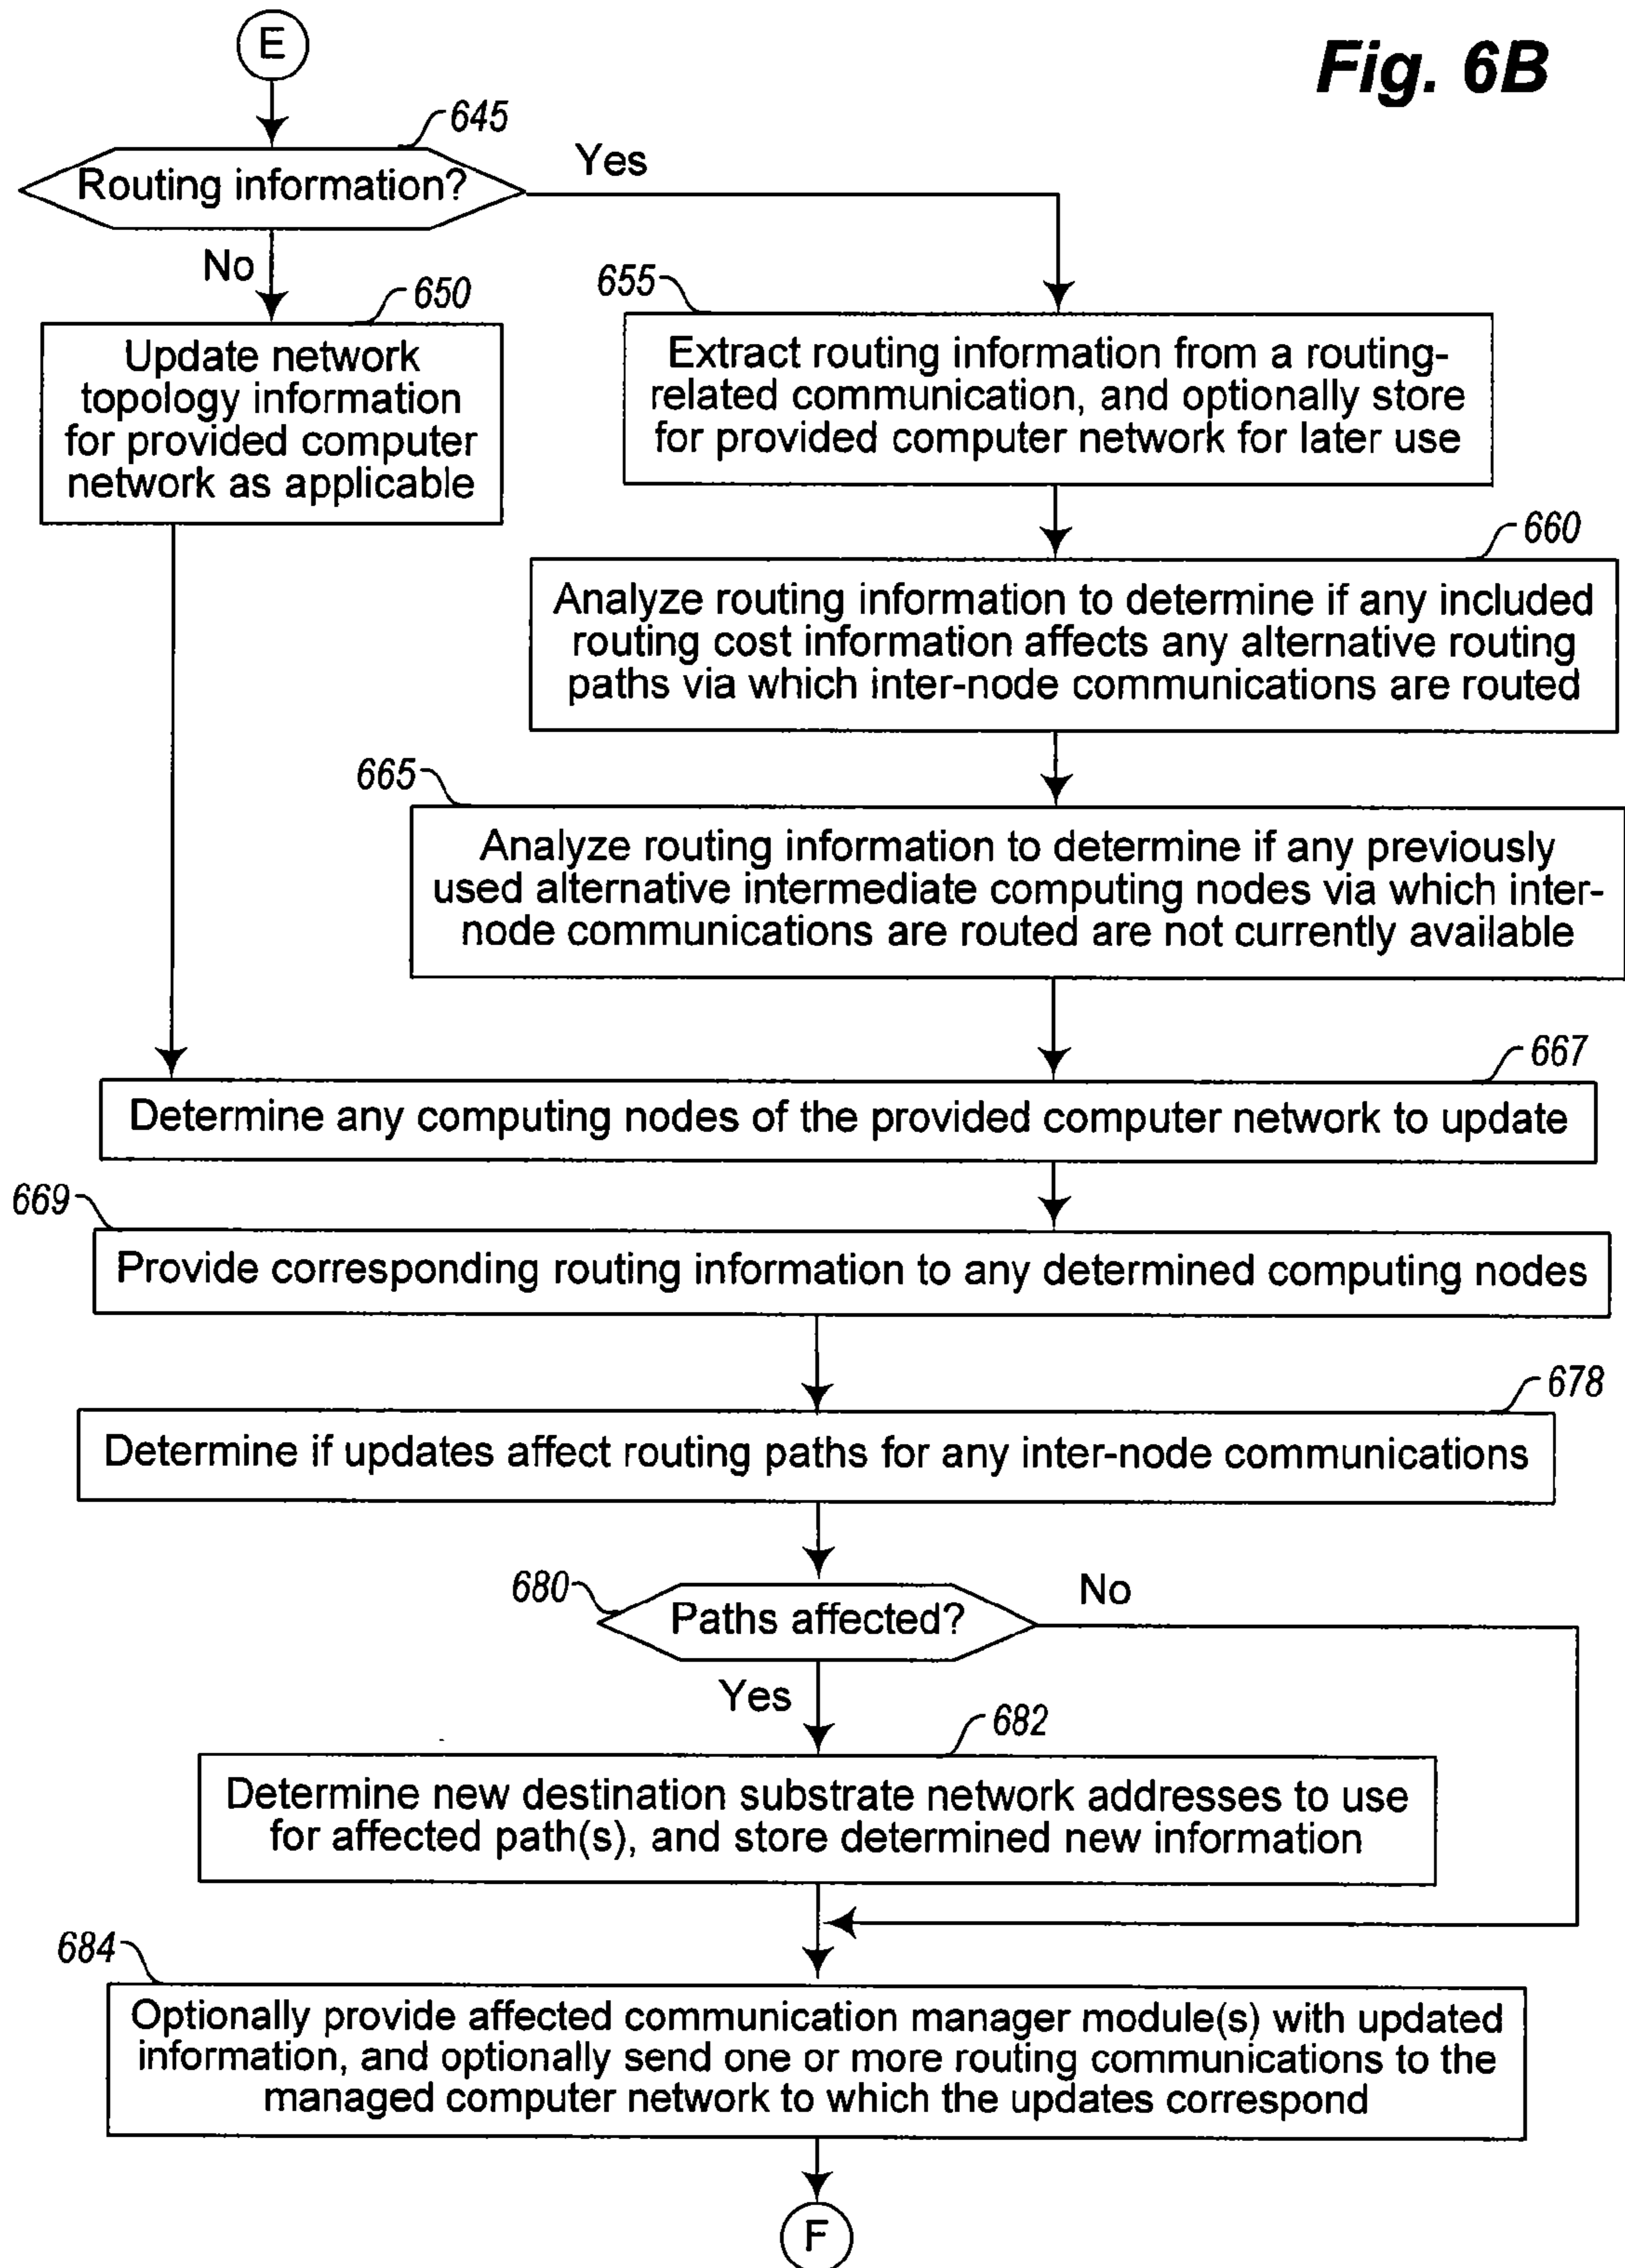 Fig. 6B
E
645
Routing information?
Yes
No
650
Update network
topology information
for provided computer
network as applicable
655
Extract routing information from a routing-
related communication, and optionally store
for provided computer network for later use
660
Analyze routing information to determine if any included
routing cost information affects any alternative routing
paths via which inter-node communications are routed
665
Analyze routing information to determine if any previously
used alternative intermediate computing nodes via which inter-
node communications are routed are not currently available
667
Determine any computing nodes of the provided computer network to update
669
Provide corresponding routing information to any determined computing nodes
678
Determine if updates affect routing paths for any inter-node communications
680
Paths affected?
No
Yes
682
Determine new destination substrate network addresses to use
for affected path(s), and store determined new information
684
Optionally provide affected communication manager module(s) with updated
information, and optionally send one or more routing communications to the
managed computer network to which the updates correspond
F